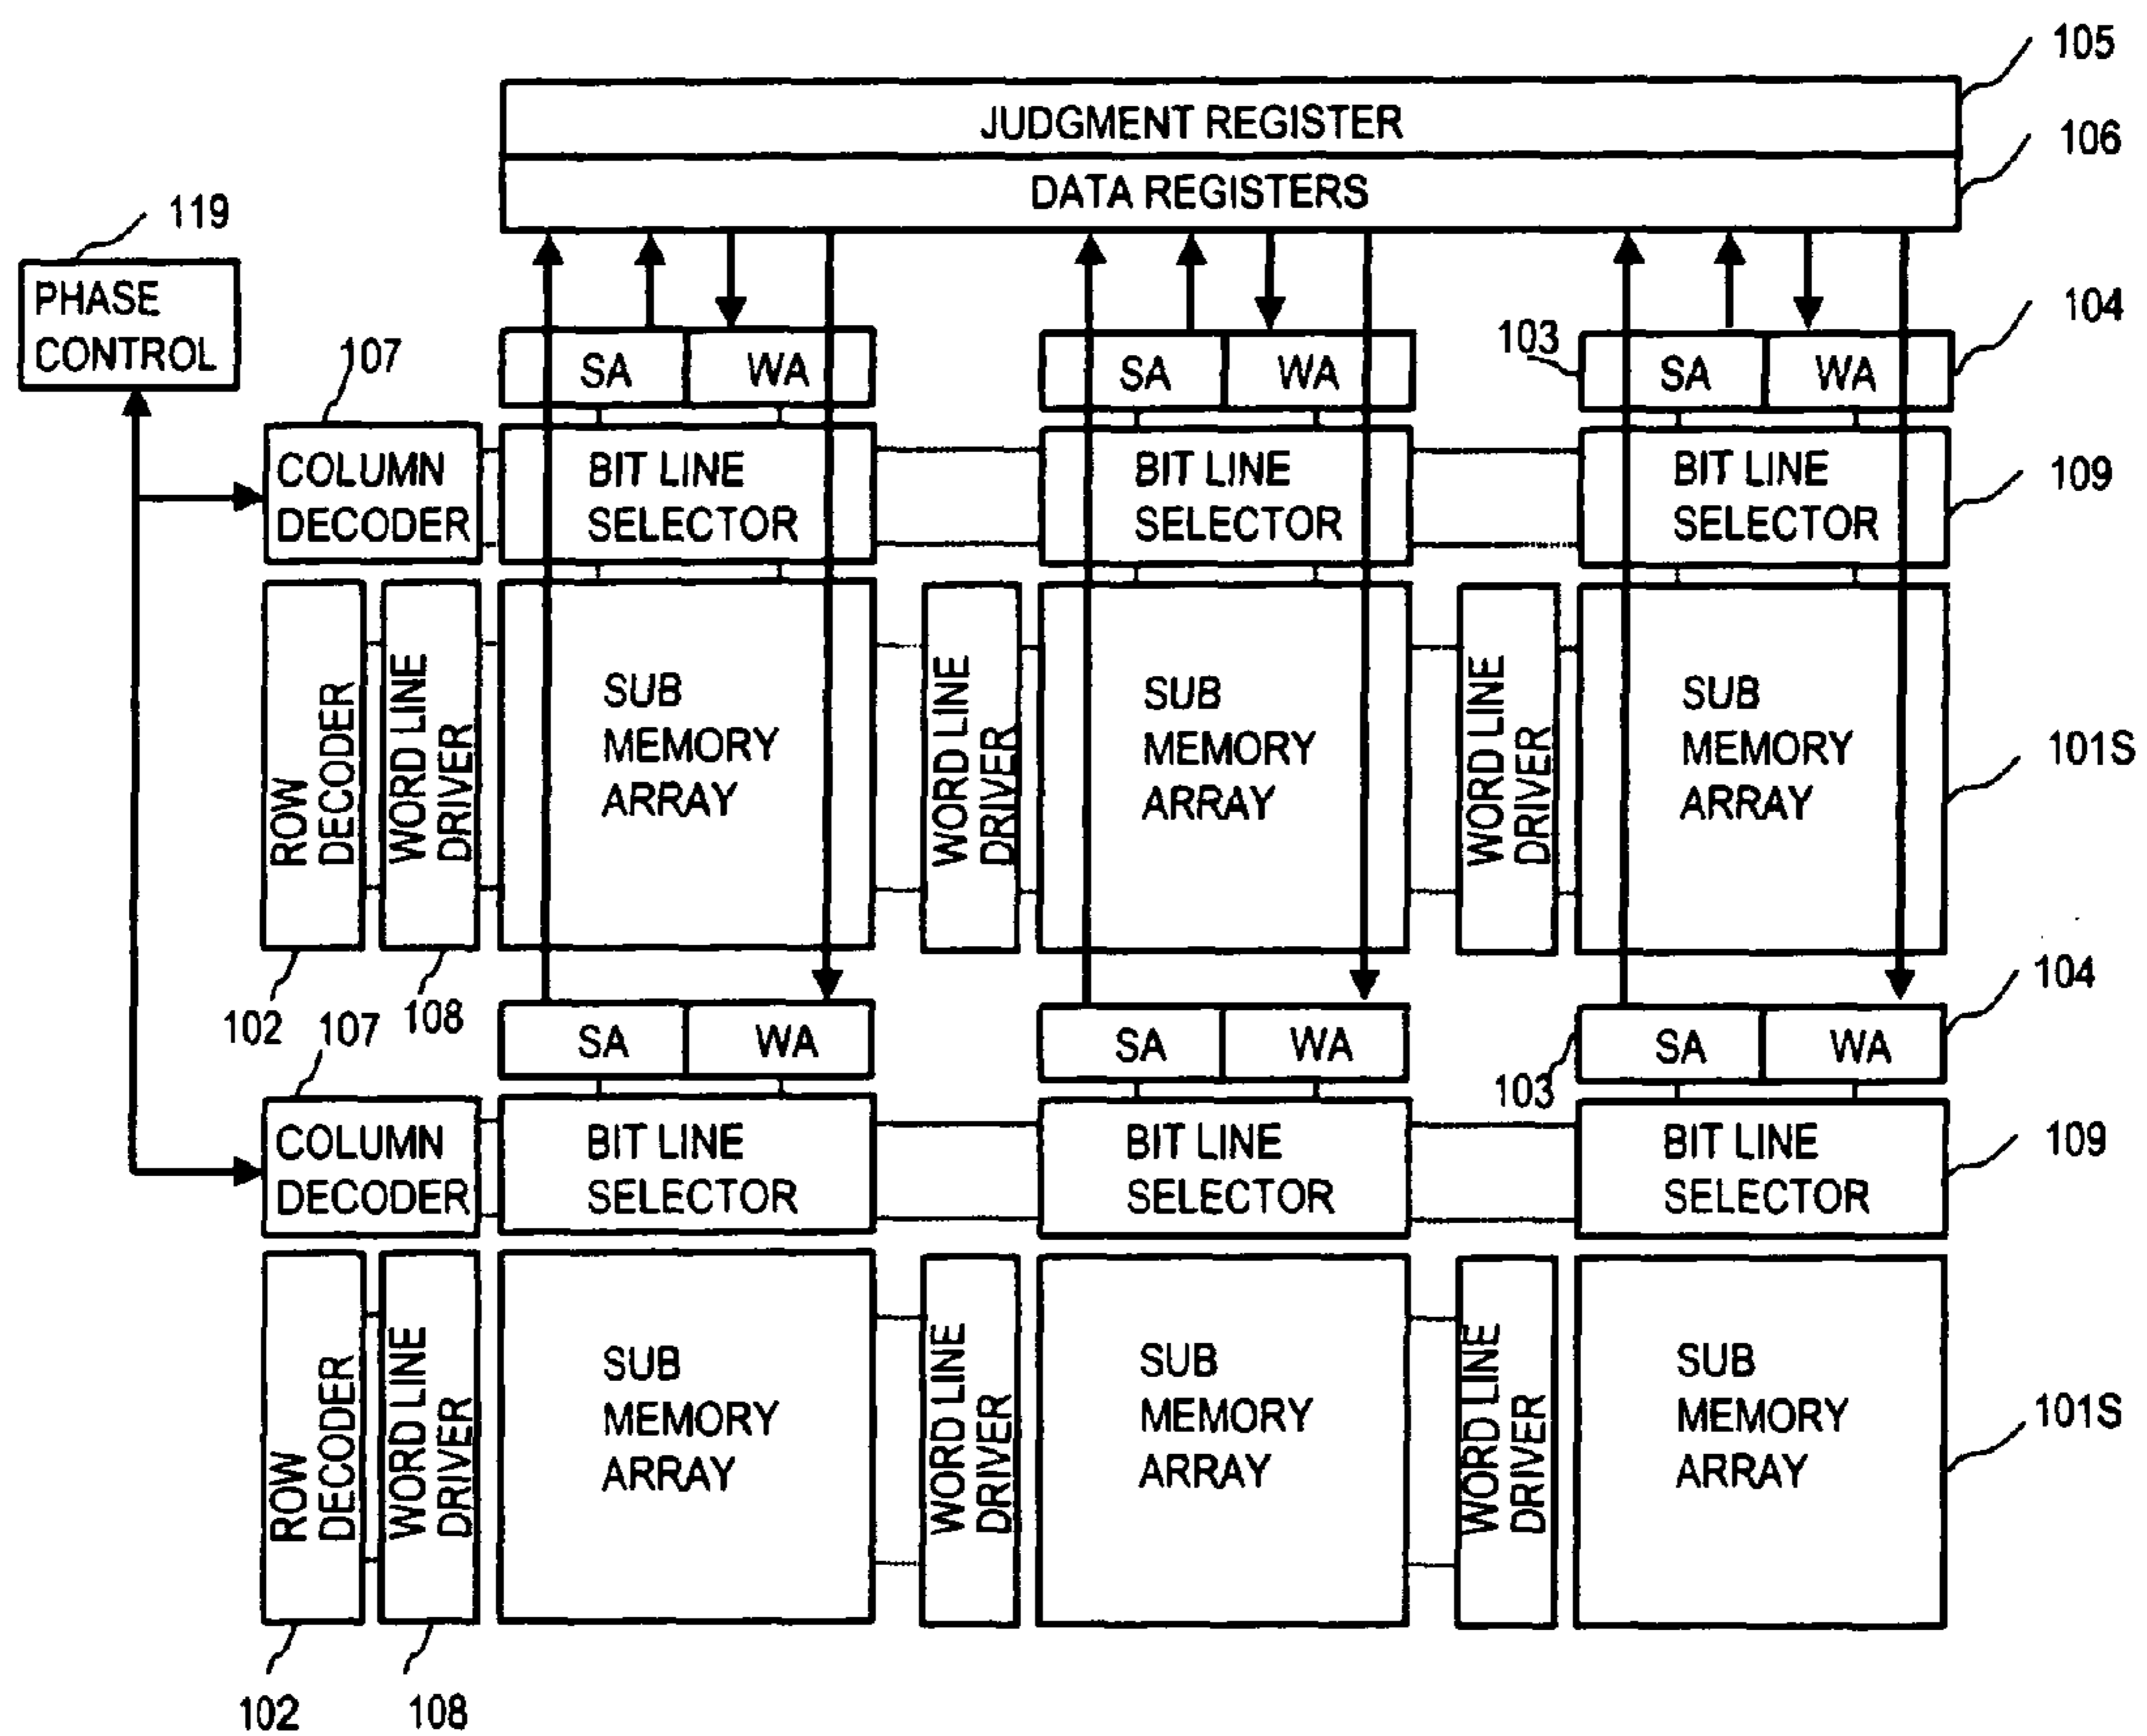 105
JUDGMENT REGISTER
106
DATA REGISTERS
119
PHASE
CONTROL
107
SA
WA
SA
WA
103
SA
WA
104
COLUMN
DECODER
BIT LINE
SELECTOR
BIT LINE
SELECTOR
BIT LINE
SELECTOR
109
ROW
DECODER
WORD LINE
DRIVER
SUB
MEMORY
ARRAY
WORD LINE
DRIVER
SUB
MEMORY
ARRAY
WORD LINE
DRIVER
SUB
MEMORY
ARRAY
101S
102
108
107
SA
WA
SA
WA
103
SA
WA
104
COLUMN
DECODER
BIT LINE
SELECTOR
BIT LINE
SELECTOR
BIT LINE
SELECTOR
109
ROW
DECODER
WORD LINE
DRIVER
SUB
MEMORY
ARRAY
WORD LINE
DRIVER
SUB
MEMORY
ARRAY
WORD LINE
DRIVER
SUB
MEMORY
ARRAY
101S
102
108